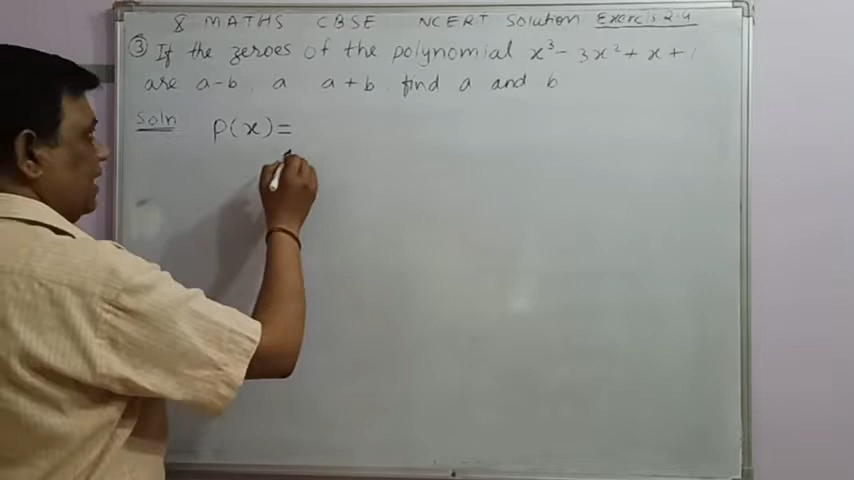 8 MATHS CBSE NCERT Solution Exercis 2.4
③ If the zeroes of the polynomial x³ - 3x² + x + 1
are a-b, a a + b find a and b
Soln P(x) =